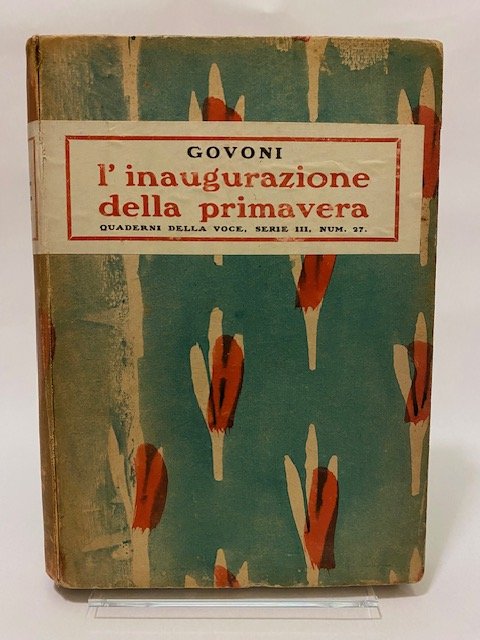 GOVONI
l'inaugurazione
della primavera
QUADERNI DELLA VOCE, SERIE III, NUM. 27.